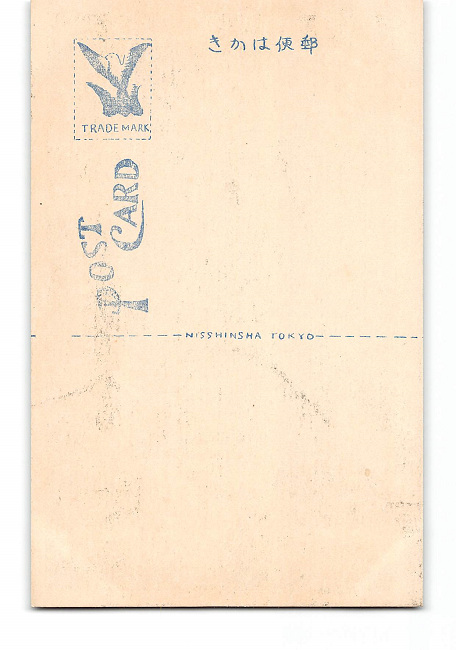 きかは便郵
TRADE MARK
POST CARD
NISSHINSHA TOKYO